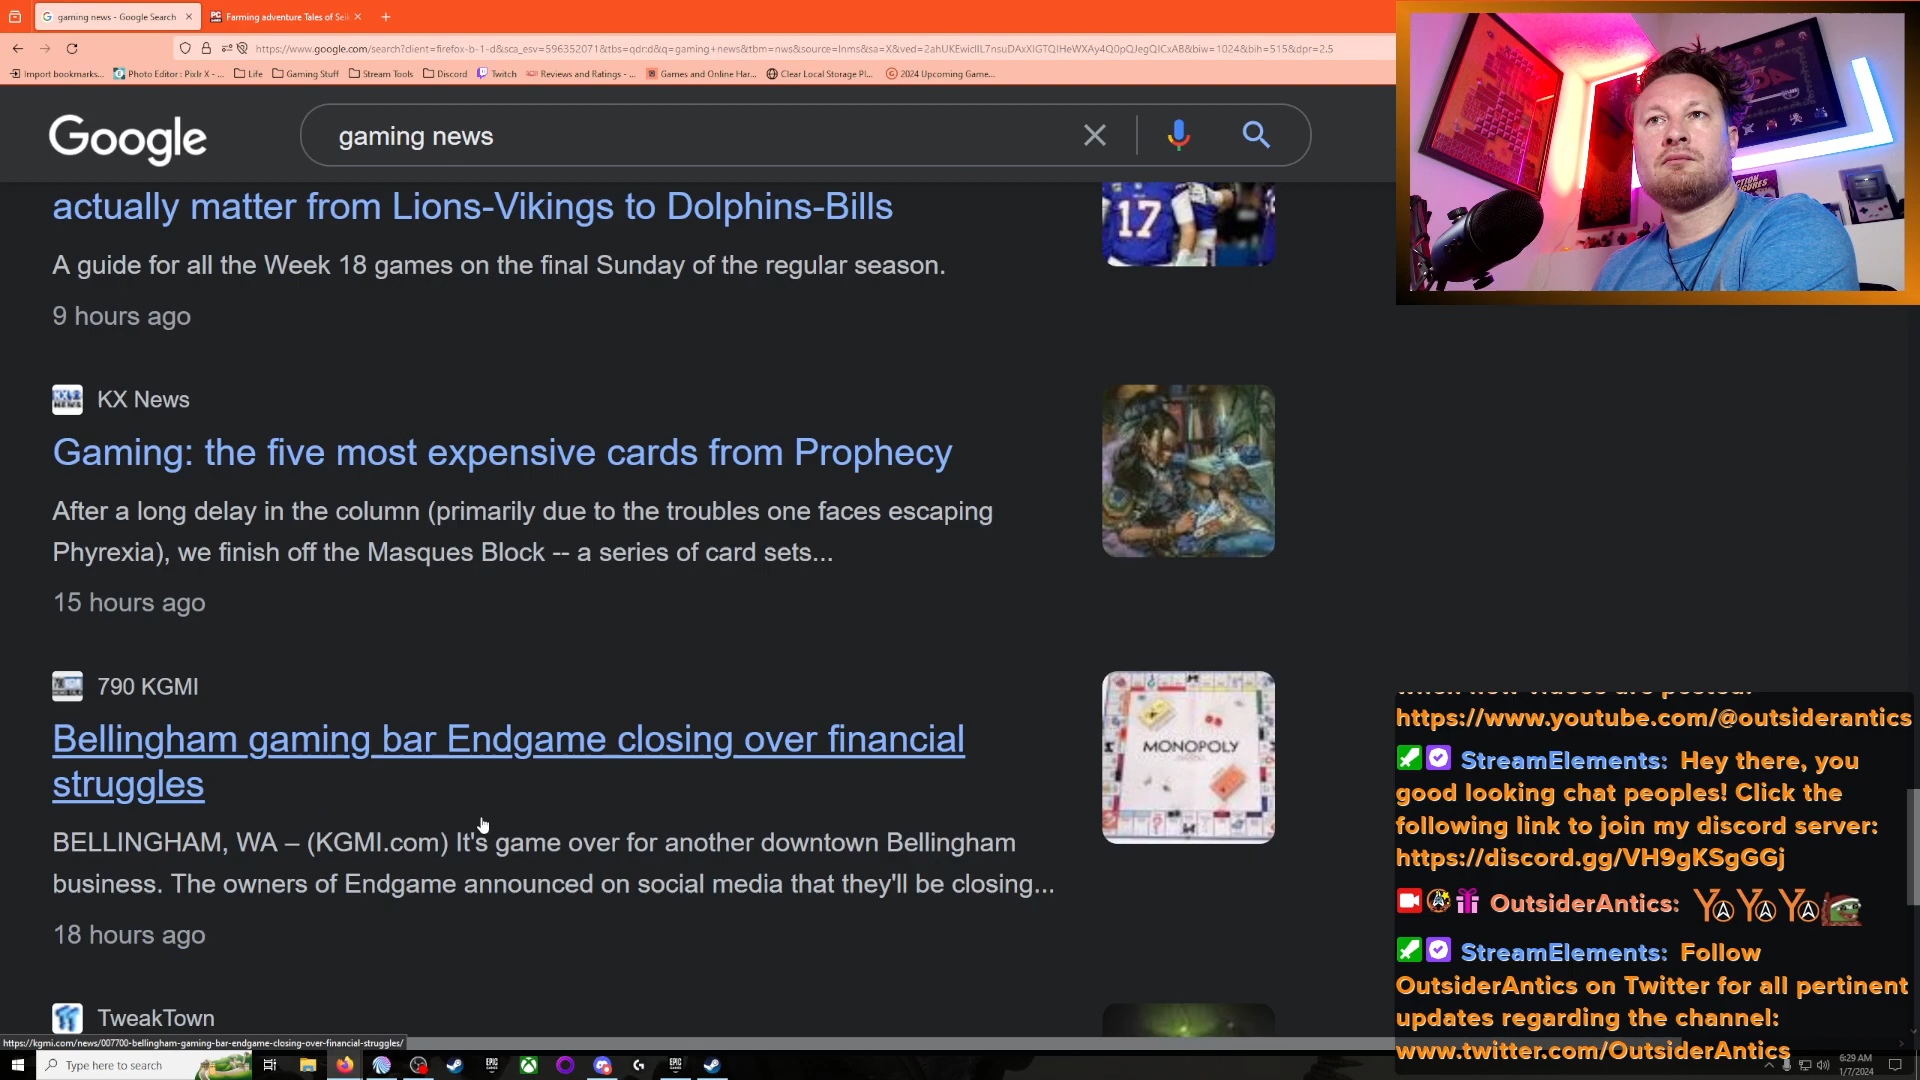 gaming news - Google Search
Farming adventure Tales of Sei
https://www.google.com/search?client=firefox-b-1-d&sca_esv=596352071&tbs=qdr:d&q=gaming+news&tbm=nws&source=lnms&sa=X&ved=2ahUKEwiclIL7nsuDAxXIGTQIHeWXAy4Q0pQJegQICxAB&biw=1024&bih=515&dpr=2.5
Import bookmarks...
Photo Editor : Pixlr X - ...
Life
Gaming Stuff
Stream Tools
Discord
Twitch
Reviews and Ratings - ...
Games and Online Har...
Clear Local Storage Pl...
2024 Upcoming Game...
Google
gaming news
actually matter from Lions-Vikings to Dolphins-Bills
17
A guide for all the Week 18 games on the final Sunday of the regular season.
9 hours ago
KX News
Gaming: the five most expensive cards from Prophecy
After a long delay in the column (primarily due to the troubles one faces escaping
Phyrexia), we finish off the Masques Block -- a series of card sets...
15 hours ago
790 KGMI
Bellingham gaming bar Endgame closing over financial
struggles
MONOPOLY
BELLINGHAM, WA – (KGMI.com) It's game over for another downtown Bellingham
business. The owners of Endgame announced on social media that they'll be closing...
18 hours ago
TweakTown
https://kgmi.com/news/007700-bellingham-gaming-bar-endgame-closing-over-financial-struggles/
Type here to search
ACTION
FIGURES
when new videos are posted:
https://www.youtube.com/@outsiderantics
StreamElements: Hey there, you
good looking chat peoples! Click the
following link to join my discord server:
https://discord.gg/VH9gKSgGGj
OutsiderAntics: YO YO YO
StreamElements: Follow
OutsiderAntics on Twitter for all pertinent
updates regarding the channel:
www.twitter.com/OutsiderAntics
6:29 AM
1/7/2024